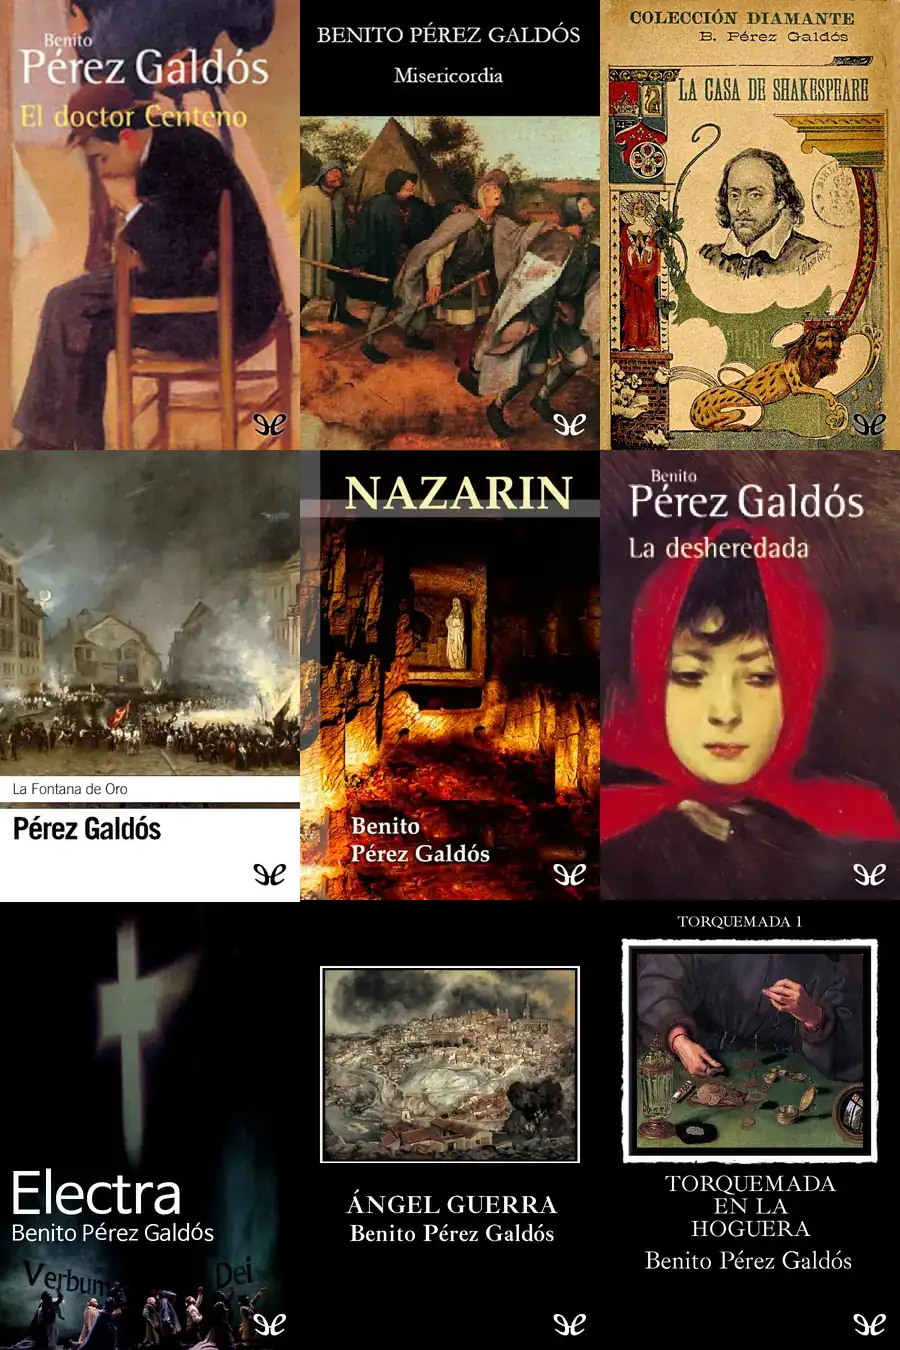 Benito
Pérez Galdós
El doctor Centeno
BENITO PÉREZ GALDÓS
Misericordia
COLECCIÓN DIAMANTE
B. Pérez Galdós
LA CASA DE SHAKESPEARE
La Fontana de Oro
Pérez Galdós
NAZARIN
Benito
Pérez Galdós
Benito
Pérez Galdós
La desheredada
Electra
Benito Pérez Galdós
Verbum Dei
ÁNGEL GUERRA
Benito Pérez Galdós
TORQUEMADA 1
TORQUEMADA
EN LA
HOGUERA
Benito Pérez Galdós